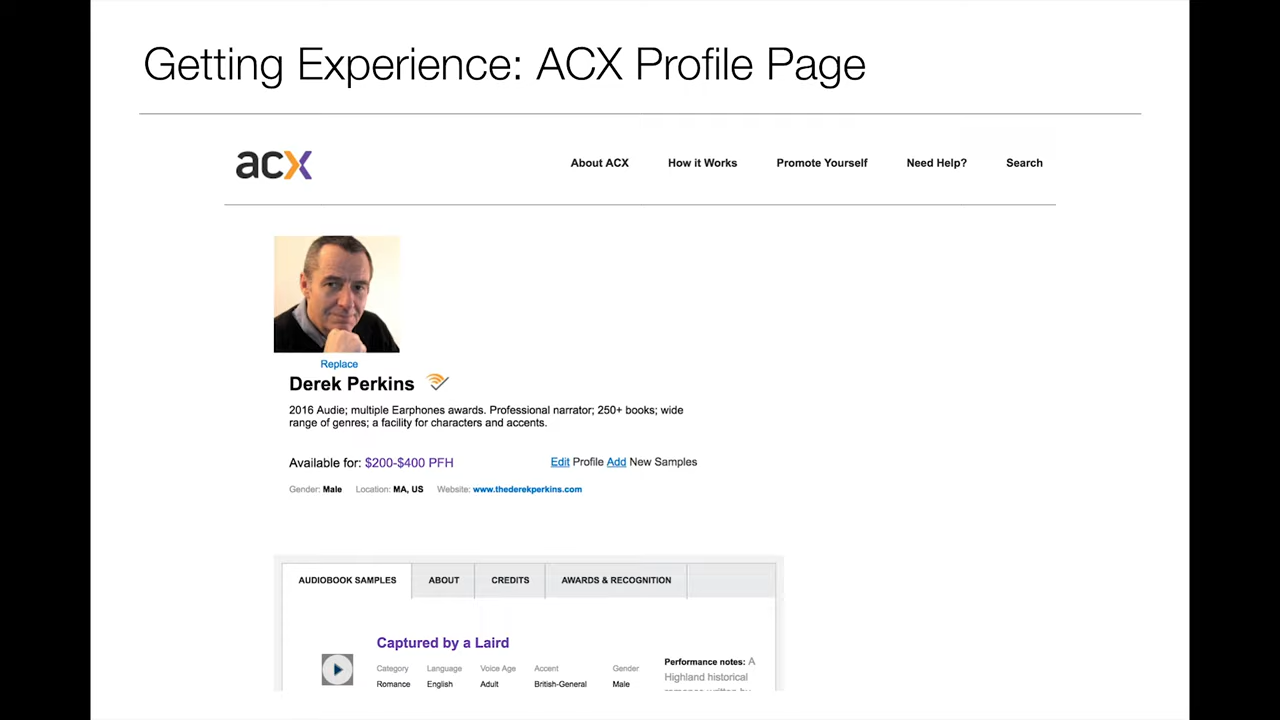 Getting Experience: ACX Profile Page
acx
About ACX How it Works Promote Yourself Need Help? Search
Replace
Derek Perkins
2016 Audie; multiple Earphones awards. Professional narrator; 250+ books; wide
range of genres; a facility for characters and accents.
Available for: $200-$400 PFH Edit Profile Add New Samples
Gender: Male Location: MA, US Website: www.thederekperkins.com
AUDIOBOOK SAMPLES ABOUT CREDITS AWARDS & RECOGNITION
Captured by a Laird
Category Language Voice Age Accent Gender
Romance English Adult British-General Male
Performance notes: A
Highland historical